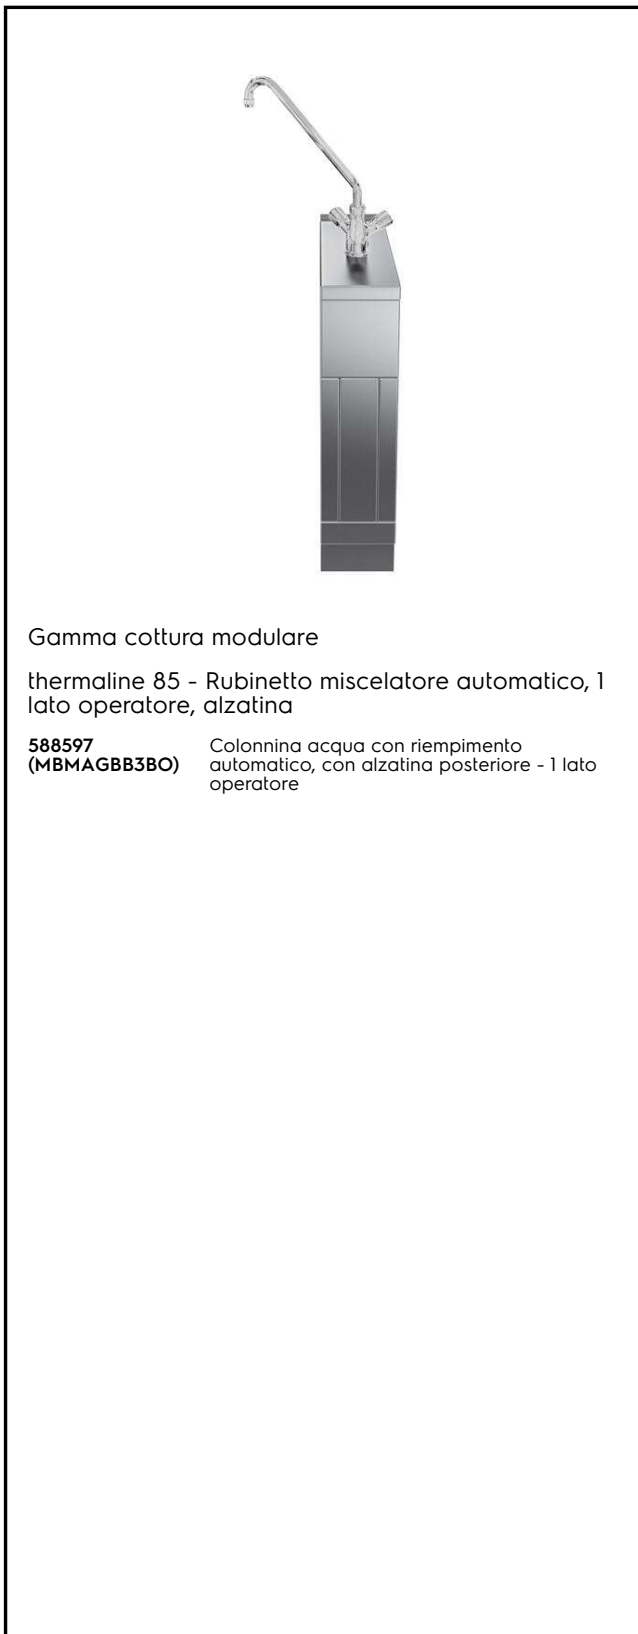 Gamma cottura modulare
thermaline 85 - Rubinetto miscelatore automatico, 1
lato operatore, alzatina
588597
(MBMAGBB3BO)
Colonnina acqua con riempimento
automatico, con alzatina posteriore - 1 lato
operatore